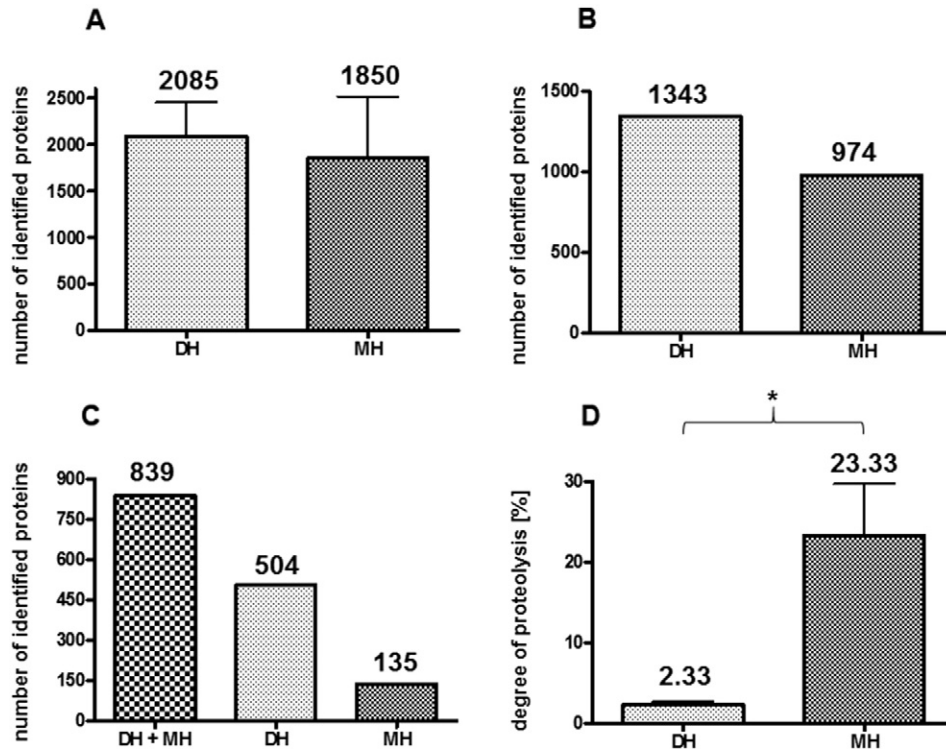 A
number of identified proteins
2500
2000
1500
1000
500
0
2085
1850
DH
MH
B
number of identified proteins
1500
1000
500
0
1343
974
DH
MH
C
number of identified proteins
900
750
600
450
300
150
0
839
504
135
DH + MH
DH
MH
D
*
degree of proteolysis [%]
30
20
10
0
2.33
23.33
DH
MH